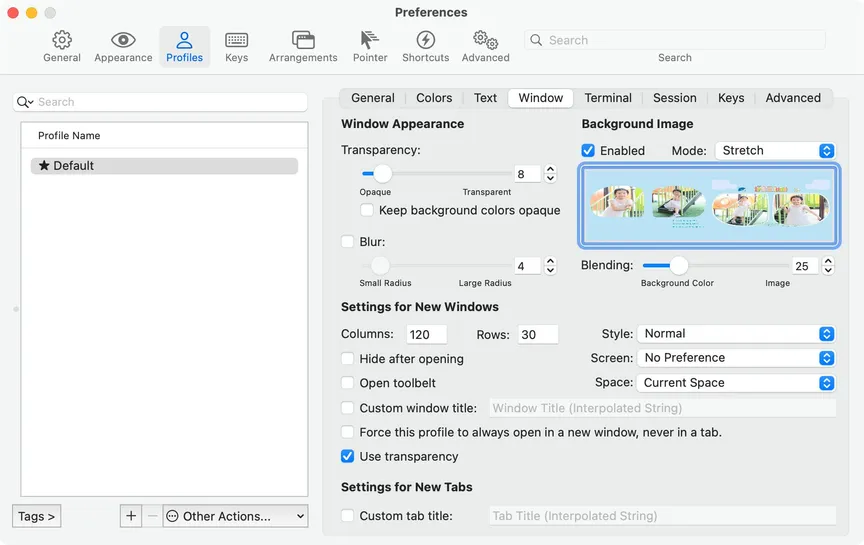 Preferences
General Appearance Profiles Keys Arrangements Pointer Shortcuts Advanced Search
Search
Search
Profile Name
★ Default
Tags >
+ − Other Actions...
General Colors Text Window Terminal Session Keys Advanced
Window Appearance
Transparency:
8
Opaque Transparent
Keep background colors opaque
Blur:
4
Small Radius Large Radius
Background Image
Enabled Mode: Stretch
Blending: 25
Background Color Image
Settings for New Windows
Columns: 120 Rows: 30 Style: Normal
Hide after opening Screen: No Preference
Open toolbelt Space: Current Space
Custom window title: Window Title (Interpolated String)
Force this profile to always open in a new window, never in a tab.
Use transparency
Settings for New Tabs
Custom tab title: Tab Title (Interpolated String)